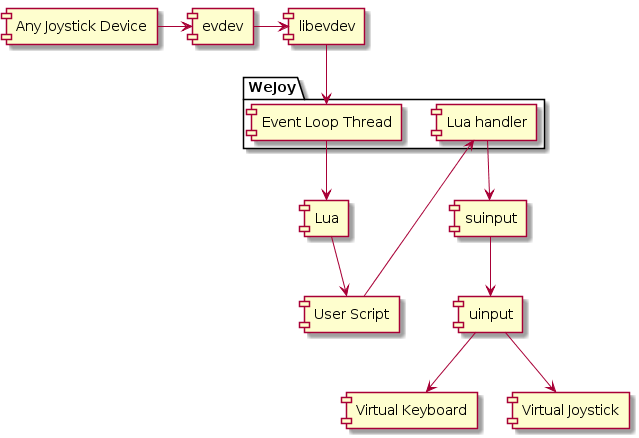 Any Joystick Device
evdev
libevdev
WeJoy
Event Loop Thread
Lua handler
Lua
suinput
User Script
uinput
Virtual Keyboard
Virtual Joystick